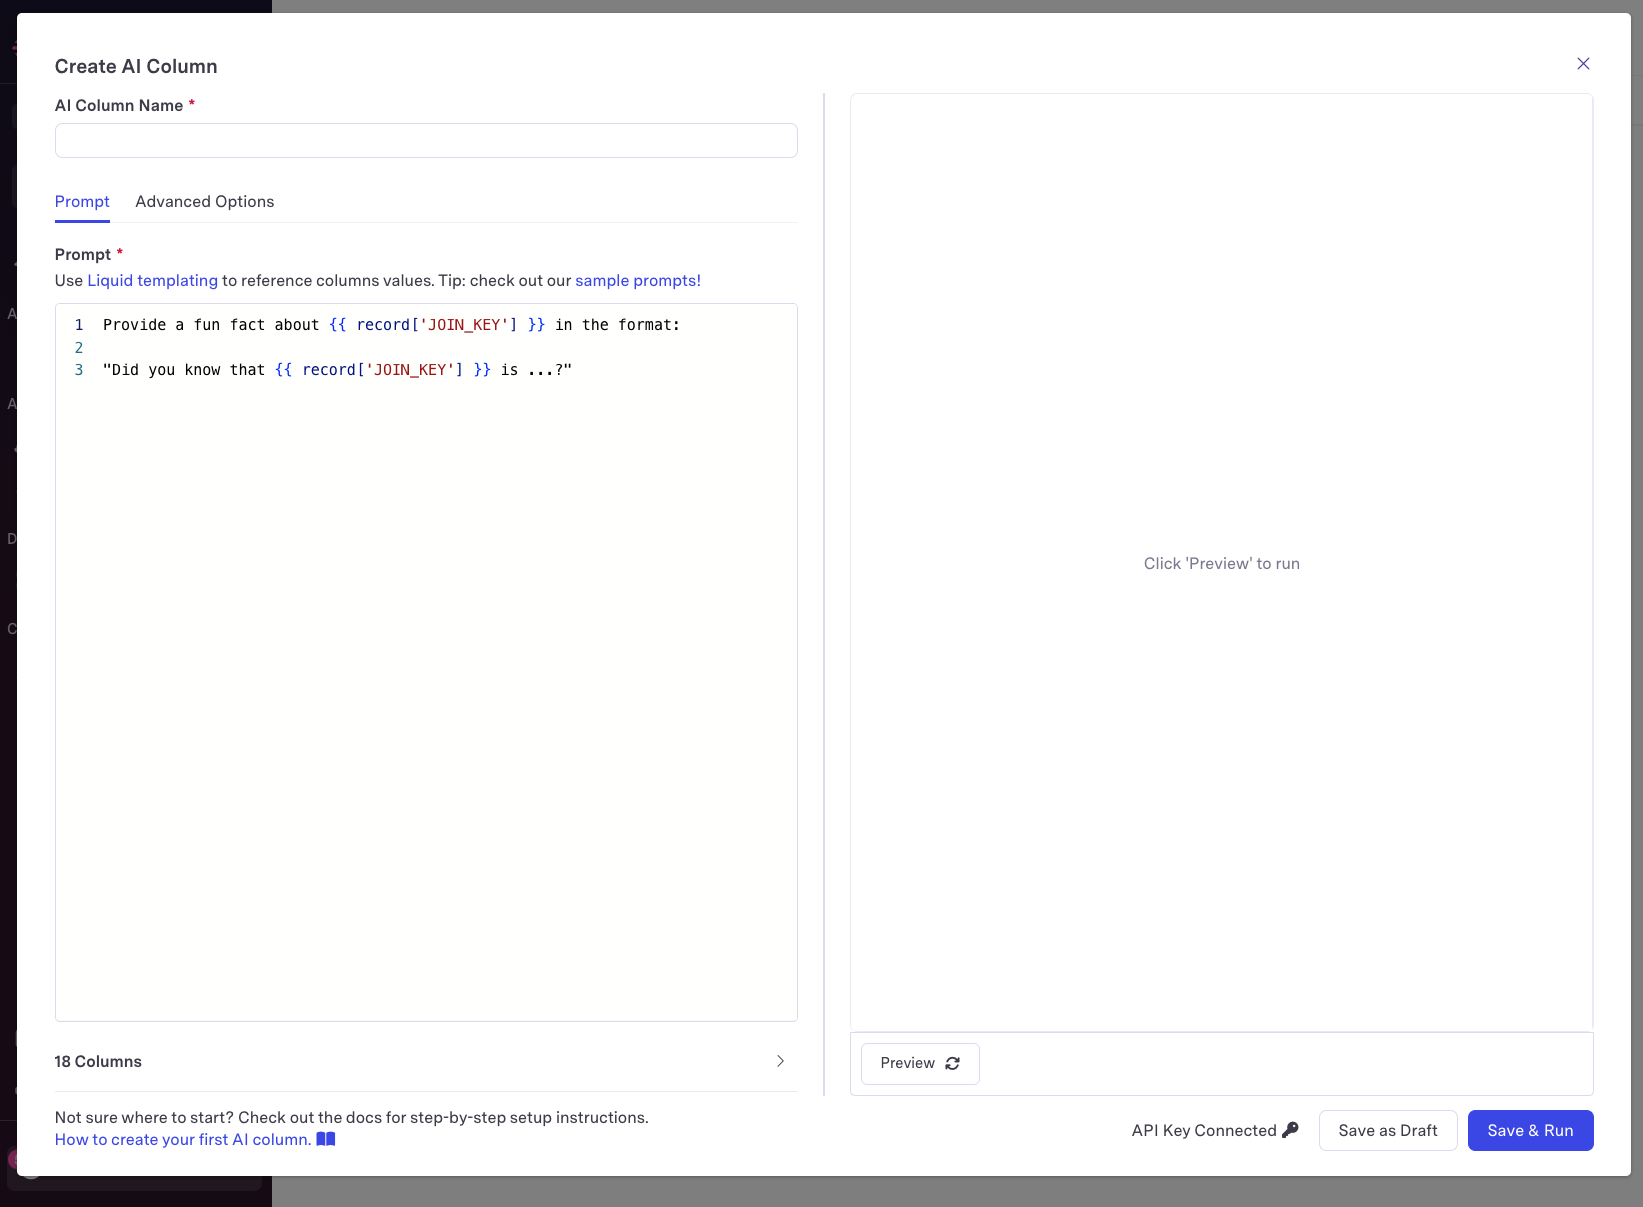 Create AI Column
AI Column Name *
Prompt
Advanced Options
Prompt *
Use Liquid templating to reference columns values. Tip: check out our sample prompts!
1 Provide a fun fact about {{ record['JOIN_KEY'] }} in the format:
2
3 "Did you know that {{ record['JOIN_KEY'] }} is ...?"
18 Columns
Not sure where to start? Check out the docs for step-by-step setup instructions.
How to create your first AI column.
Click 'Preview' to run
Preview
API Key Connected
Save as Draft
Save & Run
A
A
D
C